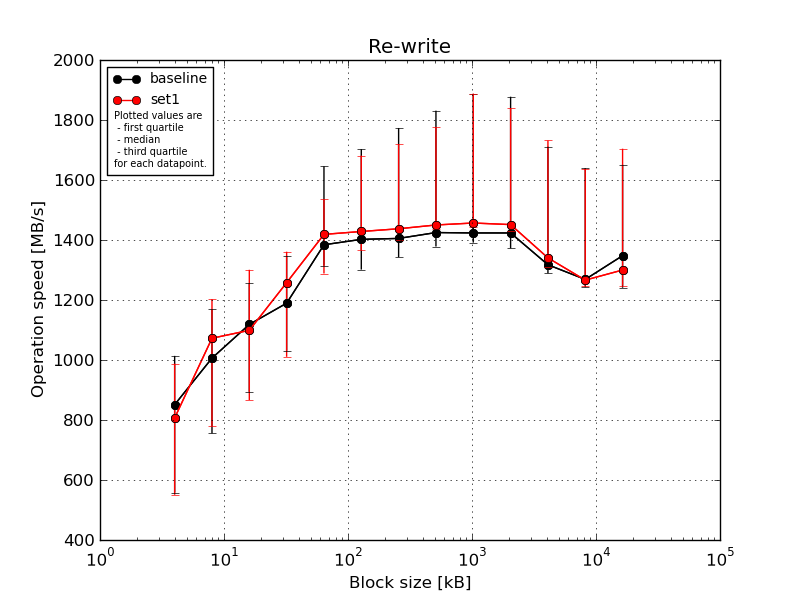 Re-write
2000
1800
1600
1400
1200
1000
800
600
400
Operation speed [MB/s]
baseline
set1
Plotted values are
- first quartile
- median
- third quartile
for each datapoint.
10^0 10^1 10^2 10^3 10^4 10^5
Block size [kB]